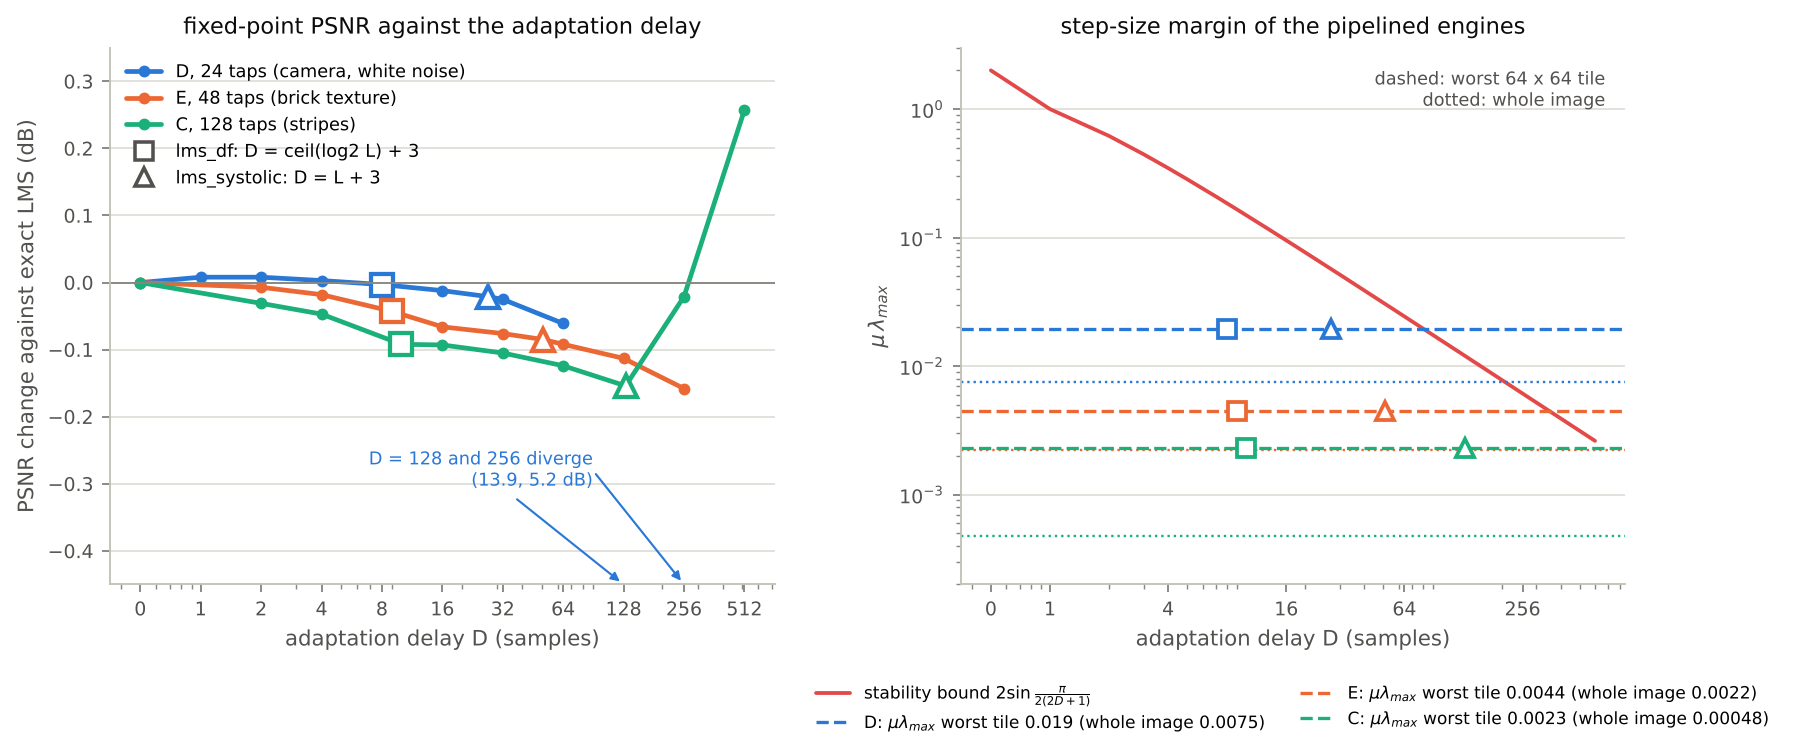 fixed-point PSNR against the adaptation delay
PSNR change against exact LMS (dB)
0.3
0.2
0.1
0.0
−0.1
−0.2
−0.3
−0.4
D, 24 taps (camera, white noise)
E, 48 taps (brick texture)
C, 128 taps (stripes)
lms_df: D = ceil(log2 L) + 3
lms_systolic: D = L + 3
D = 128 and 256 diverge
(13.9, 5.2 dB)
0 1 2 4 8 16 32 64 128 256 512
adaptation delay D (samples)
step-size margin of the pipelined engines
dashed: worst 64 x 64 tile
dotted: whole image
μλ_max
10⁰
10⁻¹
10⁻²
10⁻³
0 1 4 16 64 256
adaptation delay D (samples)
stability bound 2sin π/2(2D+1)
D: μλ_max worst tile 0.019 (whole image 0.0075)
E: μλ_max worst tile 0.0044 (whole image 0.0022)
C: μλ_max worst tile 0.0023 (whole image 0.00048)